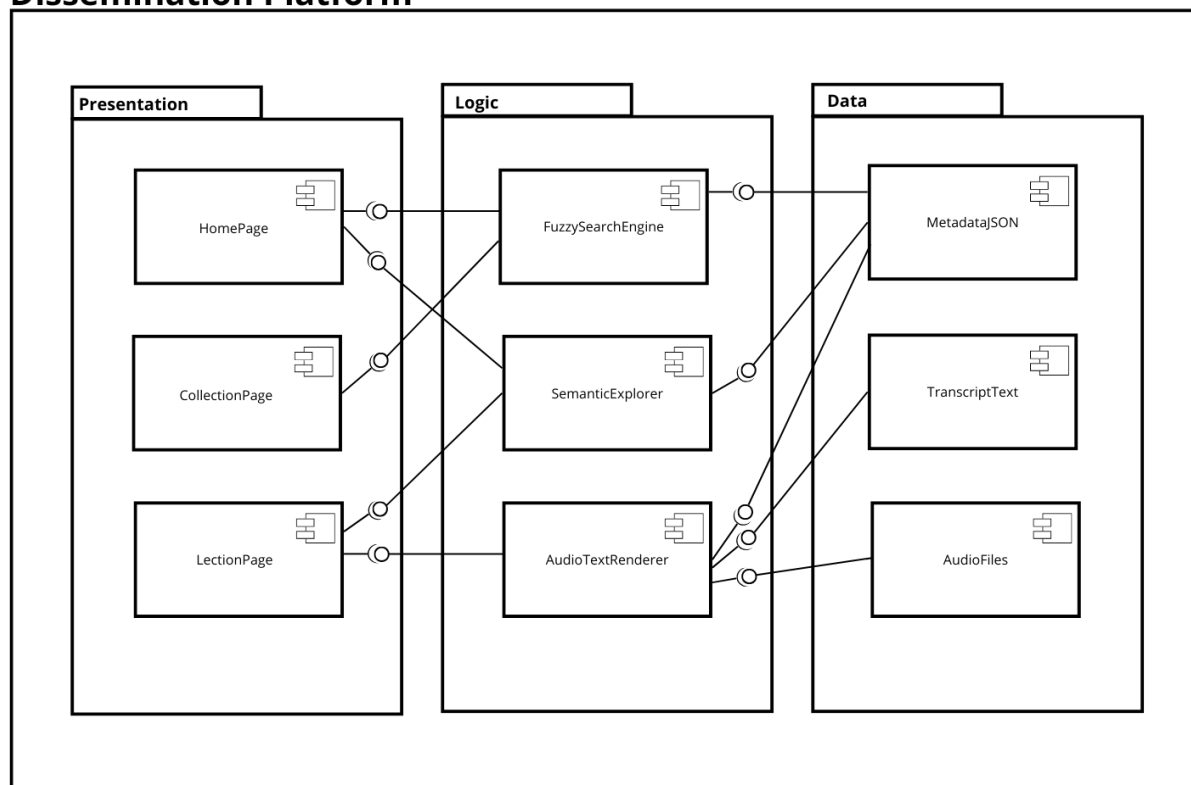 Dissemination Platform
Presentation
Logic
Data
HomePage
FuzzySearchEngine
MetadataJSON
CollectionPage
SemanticExplorer
TranscriptText
LectionPage
AudioTextRenderer
AudioFiles